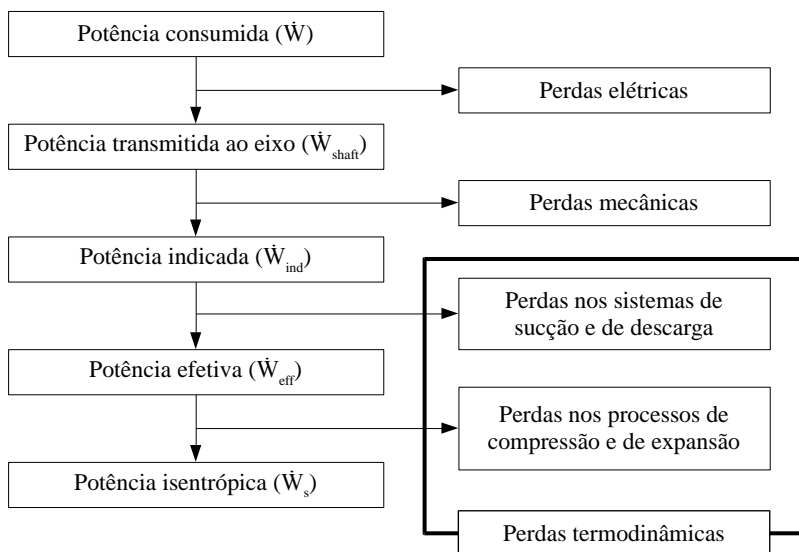 Potência consumida (Ẇ)
Perdas elétricas
Potência transmitida ao eixo (Ẇshaft)
Perdas mecânicas
Potência indicada (Ẇind)
Perdas nos sistemas de
sucção e de descarga
Potência efetiva (Ẇeff)
Perdas nos processos de
compressão e de expansão
Potência isentrópica (Ẇs)
Perdas termodinâmicas